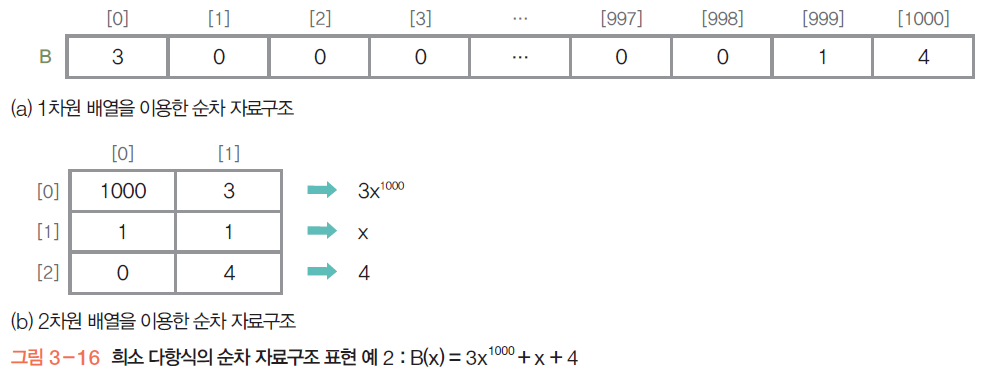 [0] [1] [2] [3] ⋯ [997] [998] [999] [1000]
B 3 0 0 0 ⋯ 0 0 1 4
(a) 1차원 배열을 이용한 순차 자료구조
[0] [1]
[0] 1000 3 ➡ 3x¹⁰⁰⁰
[1] 1 1 ➡ x
[2] 0 4 ➡ 4
(b) 2차원 배열을 이용한 순차 자료구조
그림 3-16 희소 다항식의 순차 자료구조 표현 예 2 : B(x) = 3x¹⁰⁰⁰ + x + 4